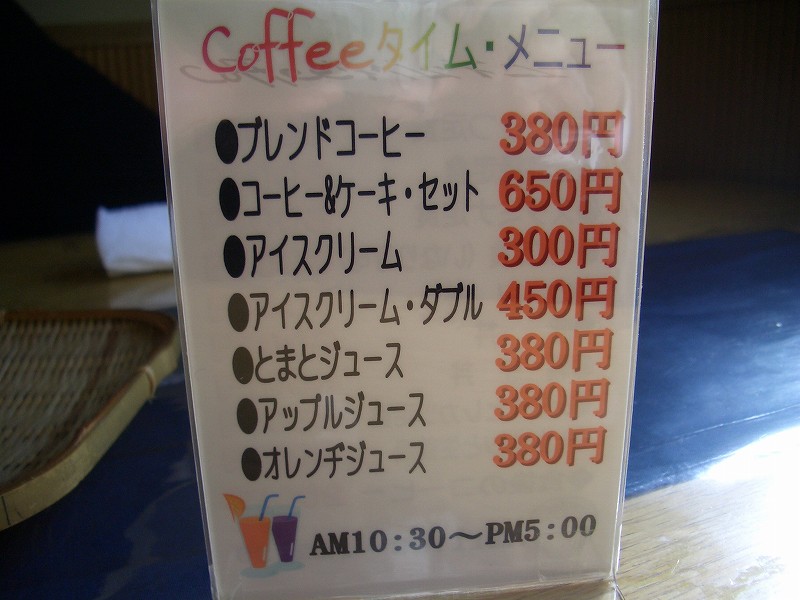 Coffeeタイム・メニュー
●ブレンドコーヒー 380円
●コーヒー&ケーキ・セット 650円
●アイスクリーム 300円
●アイスクリーム・ダブル 450円
●とまとジュース 380円
●アップルジュース 380円
●オレンヂジュース 380円
AM10:30～PM5:00